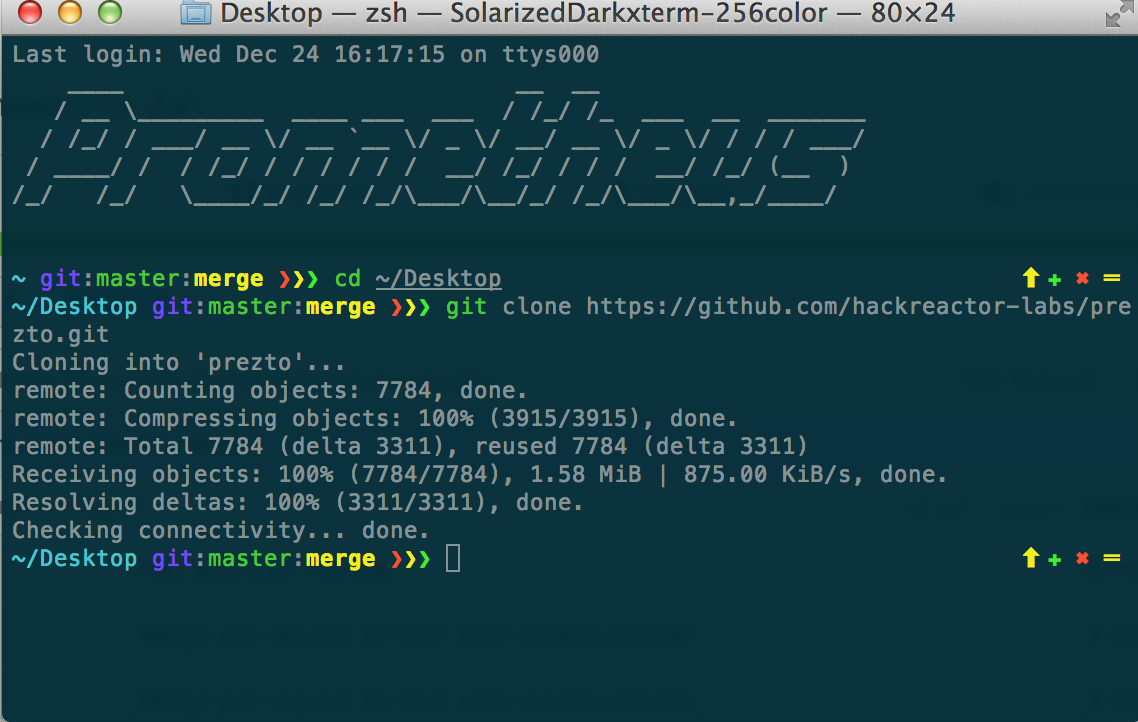 Desktop — zsh — SolarizedDarkxterm-256color — 80×24
Last login: Wed Dec 24 16:17:15 on ttys000
Prometheus
~ git:master:merge ❯❯❯ cd ~/Desktop ⬆ ✚ ✖ ═
~/Desktop git:master:merge ❯❯❯ git clone https://github.com/hackreactor-labs/pre
zto.git
Cloning into 'prezto'...
remote: Counting objects: 7784, done.
remote: Compressing objects: 100% (3915/3915), done.
remote: Total 7784 (delta 3311), reused 7784 (delta 3311)
Receiving objects: 100% (7784/7784), 1.58 MiB | 875.00 KiB/s, done.
Resolving deltas: 100% (3311/3311), done.
Checking connectivity... done.
~/Desktop git:master:merge ❯❯❯ ⬆ ✚ ✖ ═